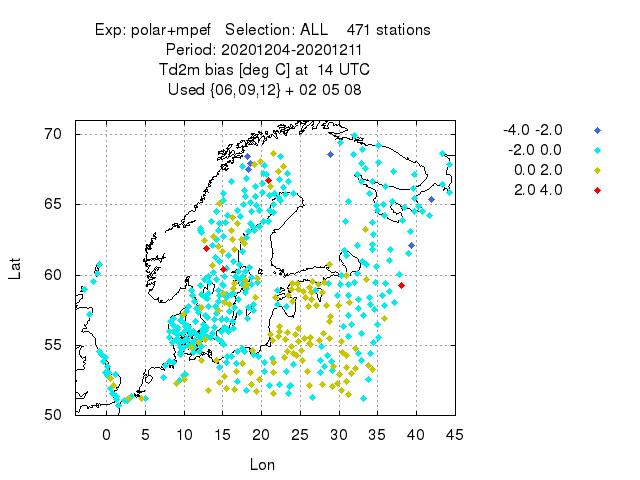 Exp: polar+mpef Selection: ALL 471 stations
Period: 20201204-20201211
Td2m bias [deg C] at 14 UTC
Used {06,09,12} + 02 05 08
-4.0 -2.0
-2.0 0.0
0.0 2.0
2.0 4.0
70
65
60
55
50
Lat
0 5 10 15 20 25 30 35 40 45
Lon